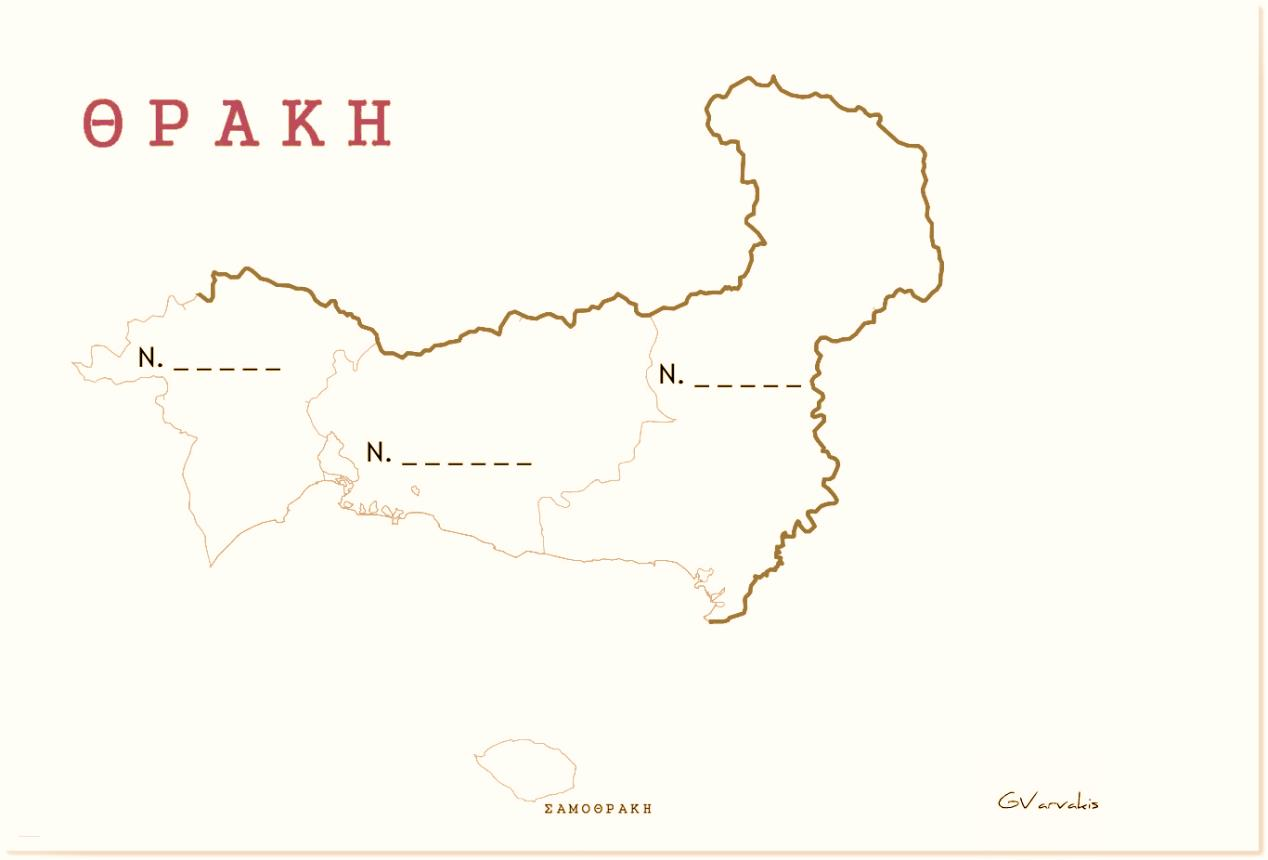 ΘΡΑΚΗ
Ν. _ _ _ _ _
Ν. _ _ _ _ _
Ν. _ _ _ _ _ _
ΣΑΜΟΘΡΑΚΗ
GVarvakis